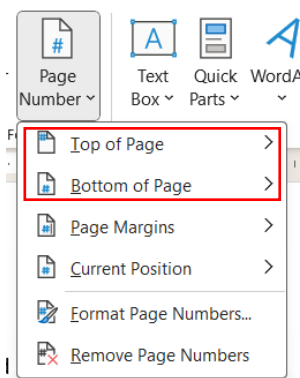 Page Number
Text Box
Quick Parts
WordA
Top of Page
Bottom of Page
Page Margins
Current Position
Format Page Numbers...
Remove Page Numbers